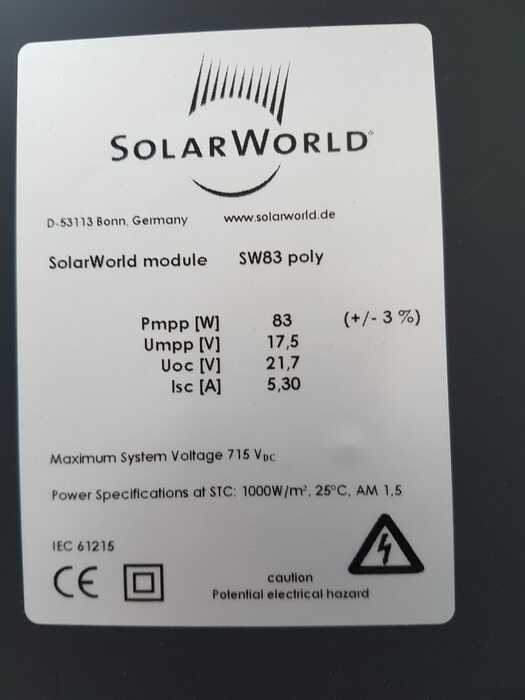 SOLARWORLD
D-53113 Bonn, Germany www.solarworld.de
SolarWorld module SW83 poly
Pmpp [W] 83 (+/- 3 %)
Umpp [V] 17,5
Uoc [V] 21,7
Isc [A] 5,30
Maximum System Voltage 715 VDC
Power Specifications at STC: 1000W/m², 25°C, AM 1,5
IEC 61215
CE
caution
Potential electrical hazard